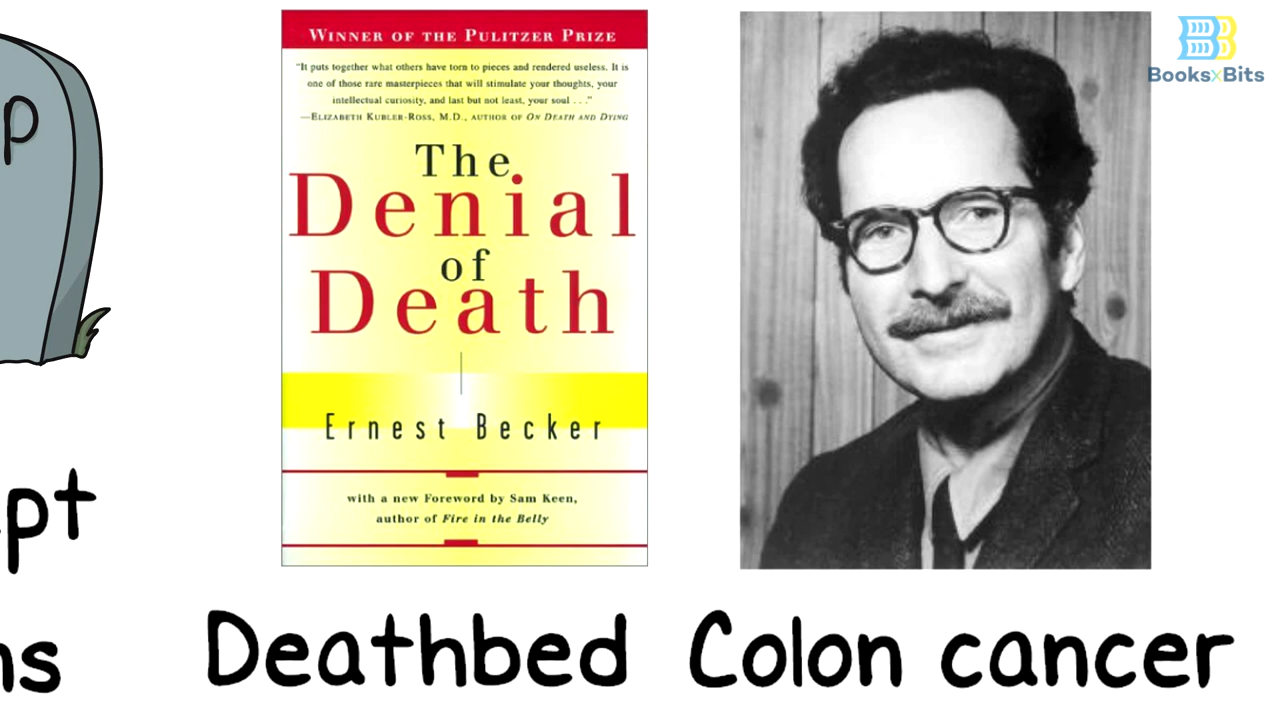 WINNER OF THE PULITZER PRIZE
"It puts together what others have torn to pieces and rendered useless. It is
one of those rare masterpieces that will stimulate your thoughts, your
intellectual curiosity, and last but not least, your soul . . ."
—ELIZABETH KUBLER-ROSS, M.D., AUTHOR OF ON DEATH AND DYING
The
Denial
of
Death
Ernest Becker
with a new Foreword by Sam Keen,
author of Fire in the Belly
BooksxBits
p
pt
ns
Deathbed Colon cancer